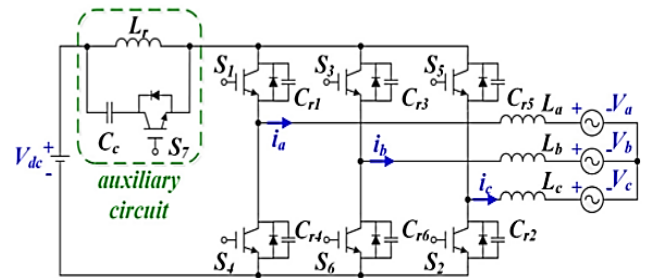 Lr
S1
S3
S5
Cr1
Cr3
Cr5
La
+
-Va
Cc
S7
ia
ib
Lb
+
-Vb
Vdc
+
-
auxiliary
circuit
ic
Lc
+
-Vc
Cr4
Cr6
Cr2
S4
S6
S2